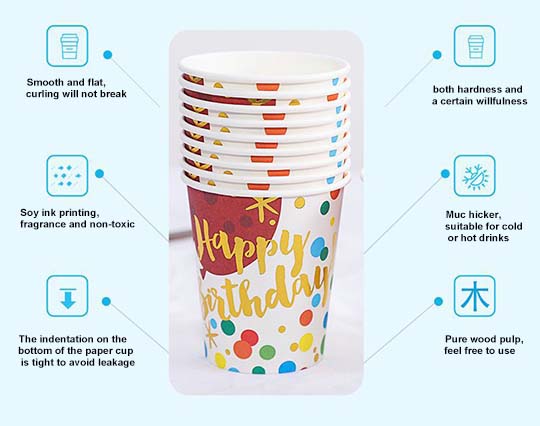 Smooth and flat,
curling will not break
both hardness and
a certain willfulness
Soy ink printing,
fragrance and non-toxic
Muc hicker,
suitable for cold
or hot drinks
The indentation on the
bottom of the paper cup
is tight to avoid leakage
木
Pure wood pulp,
feel free to use
Happy
Birthday